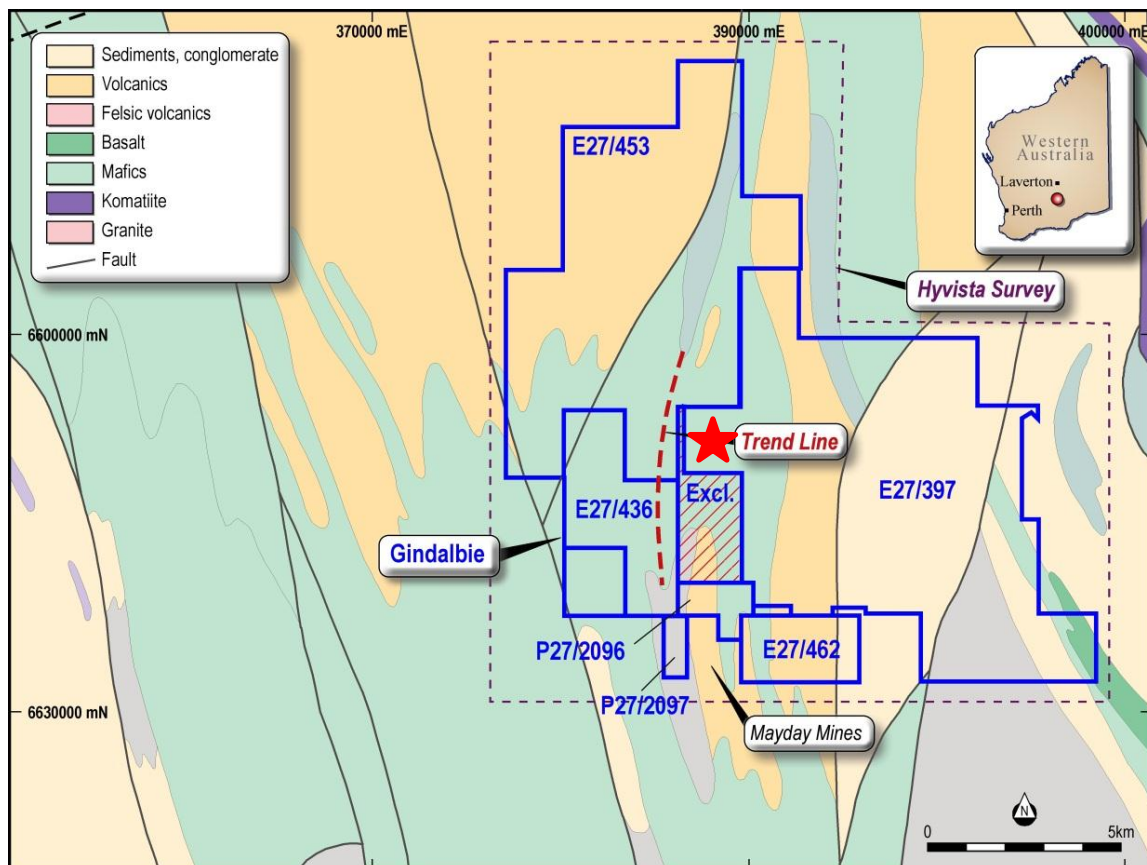 370000 mE
390000 mE
400000 mE
Sediments, conglomerate
Volcanics
Felsic volcanics
Basalt
Mafics
Komatiite
Granite
Fault
Western
Australia
Laverton
Perth
E27/453
Hyvista Survey
6600000 mN
Trend Line
Excl.
E27/436
E27/397
Gindalbie
P27/2096
E27/462
P27/2097
6630000 mN
Mayday Mines
N
0
5km